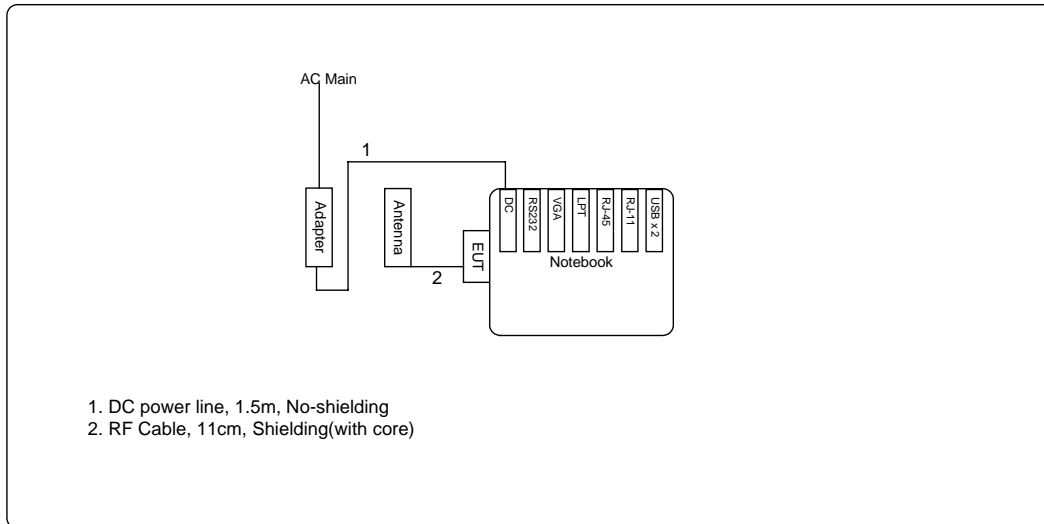 AC Main
1
Adapter
Antenna
2
EUT
DC
RS232
VGA
LPT
RJ-45
RJ-11
USB x 2
Notebook
1. DC power line, 1.5m, No-shielding
2. RF Cable, 11cm, Shielding(with core)